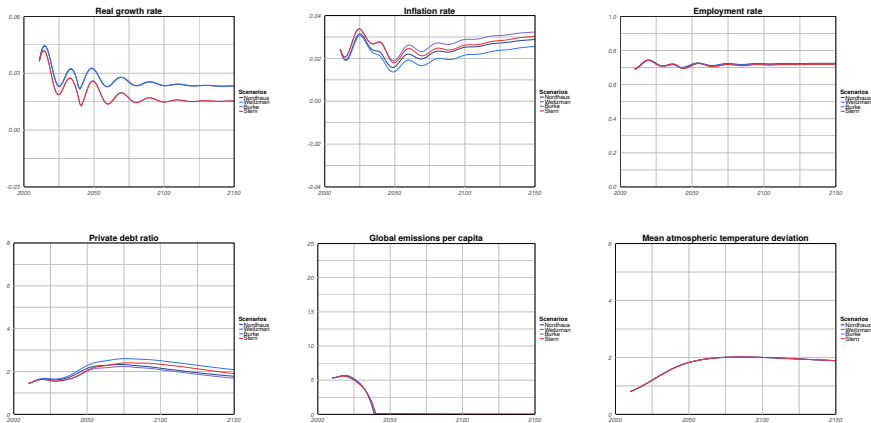 Real growth rate
0.06
0.03
0.00
-0.03
2000
2050
2100
2150
Scenarios
Nordhaus
Weitzman
Burke
Stern
Inflation rate
0.04
0.02
0.00
-0.02
-0.04
2000
2050
2100
2150
Scenarios
Nordhaus
Weitzman
Burke
Stern
Employment rate
1.0
0.8
0.6
0.4
0.2
0.0
2000
2050
2100
2150
Scenarios
Nordhaus
Weitzman
Burke
Stern
Private debt ratio
8
6
4
2
0
2000
2050
2100
2150
Scenarios
Nordhaus
Weitzman
Burke
Stern
Global emissions per capita
25
20
15
10
5
0
2000
2050
2100
2150
Scenarios
Nordhaus
Weitzman
Burke
Stern
Mean atmospheric temperature deviation
6
4
2
0
2000
2050
2100
2150
Scenarios
Nordhaus
Weitzman
Burke
Stern